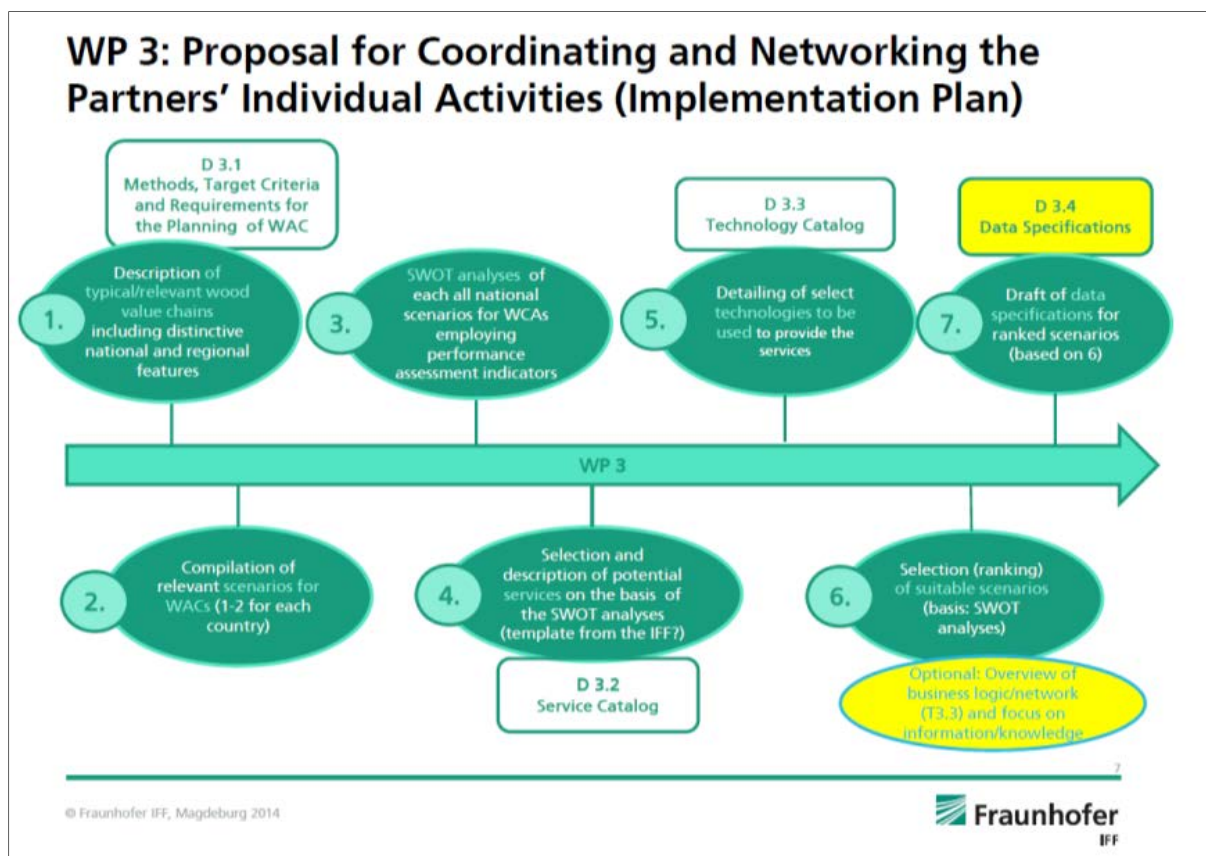 WP 3: Proposal for Coordinating and Networking the
Partners’ Individual Activities (Implementation Plan)
D 3.1
Methods, Target Criteria
and Requirements for
the Planning of WAC
1.
Description of
typical/relevant wood
value chains
including distinctive
national and regional
features
3.
SWOT analyses of
each all national
scenarios for WCAs
employing
performance
assessment indicators
D 3.3
Technology Catalog
5.
Detailing of select
technologies to be
used to provide the
services
D 3.4
Data Specifications
7.
Draft of data
specifications for
ranked scenarios
(based on 6)
WP 3
2.
Compilation of
relevant scenarios for
WACs (1-2 for each
country)
4.
Selection and
description of potential
services on the basis of
the SWOT analyses
(template from the IFF?)
D 3.2
Service Catalog
6.
Selection (ranking)
of suitable scenarios
(basis: SWOT
analyses)
Optional: Overview of
business logic/network
(T3.3) and focus on
information/knowledge
7
© Fraunhofer IFF, Magdeburg 2014
Fraunhofer
IFF